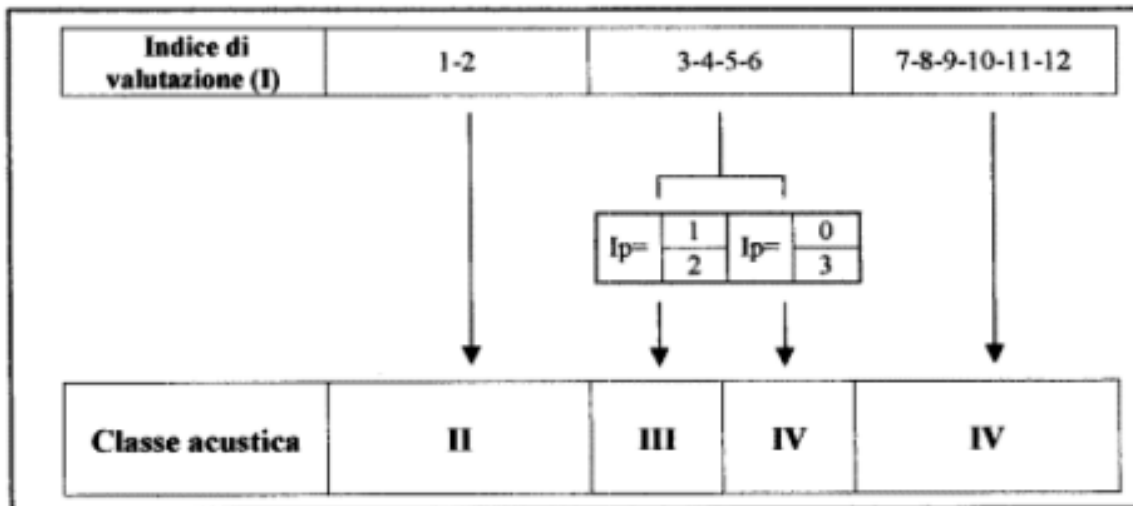 Indice di
valutazione (I)
1-2
3-4-5-6
7-8-9-10-11-12
Ip=
1
2
Ip=
0
3
Classe acustica
II
III
IV
IV